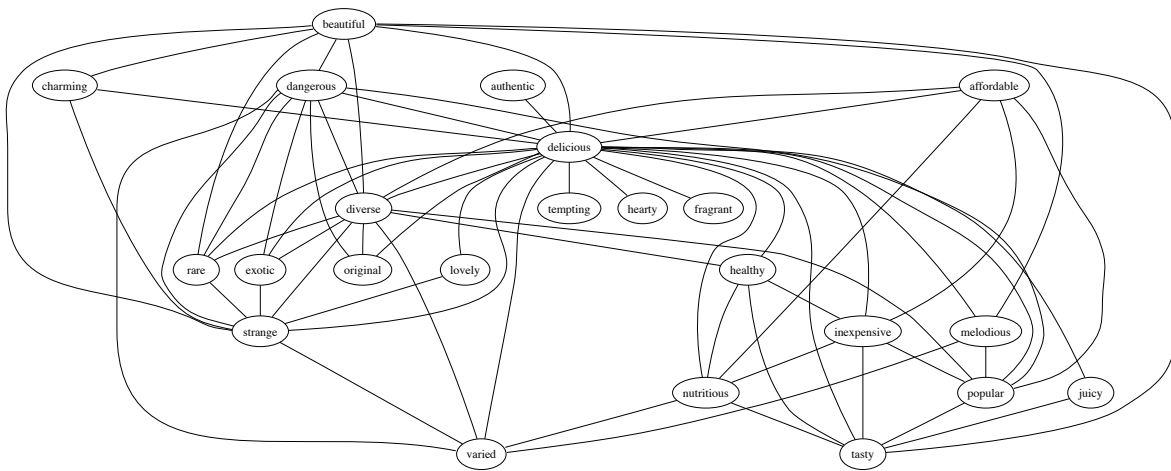 beautiful
charming
dangerous
authentic
affordable
delicious
diverse
tempting
hearty
fragrant
rare
exotic
original
lovely
healthy
strange
inexpensive
melodious
nutritious
popular
juicy
varied
tasty